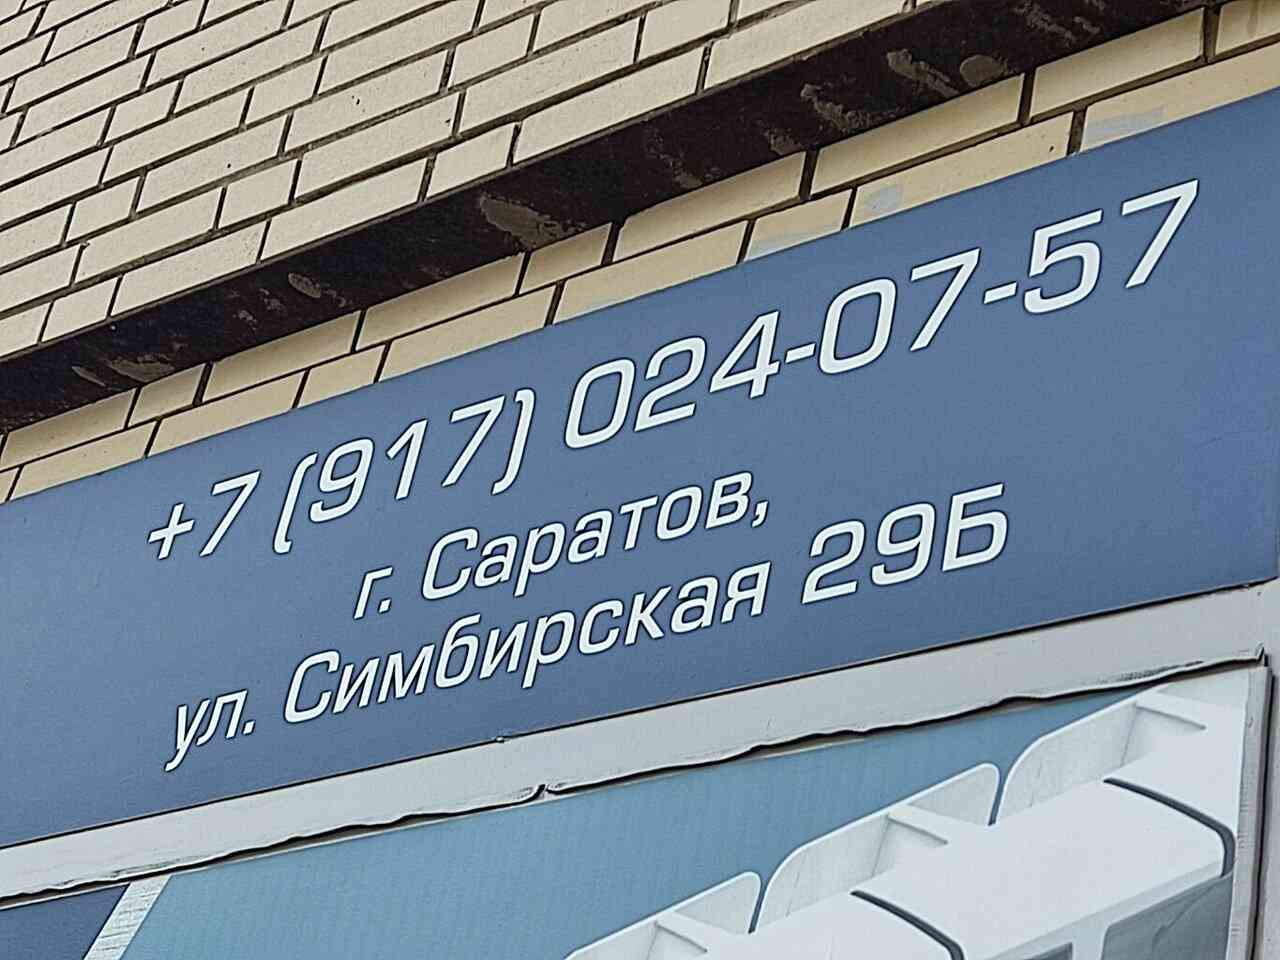 +7 (917) 024-07-57
г. Саратов,
ул. Симбирская 29Б